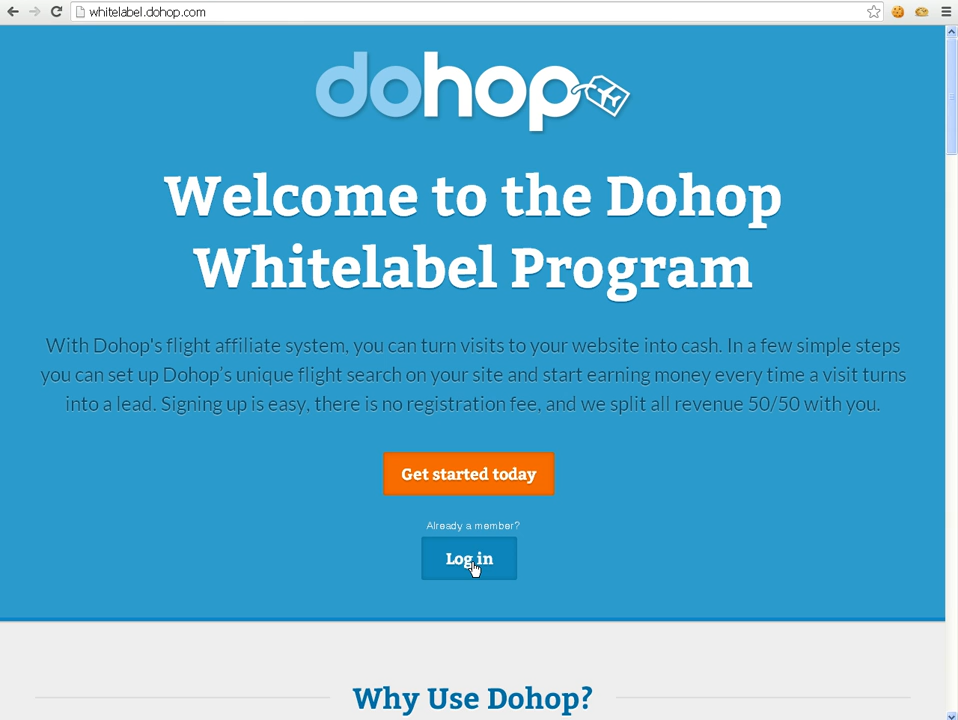 whitelabel.dohop.com
dohop
Welcome to the Dohop
Whitelabel Program
With Dohop's flight affiliate system, you can turn visits to your website into cash. In a few simple steps
you can set up Dohop’s unique flight search on your site and start earning money every time a visit turns
into a lead. Signing up is easy, there is no registration fee, and we split all revenue 50/50 with you.
Get started today
Already a member?
Log in
Why Use Dohop?